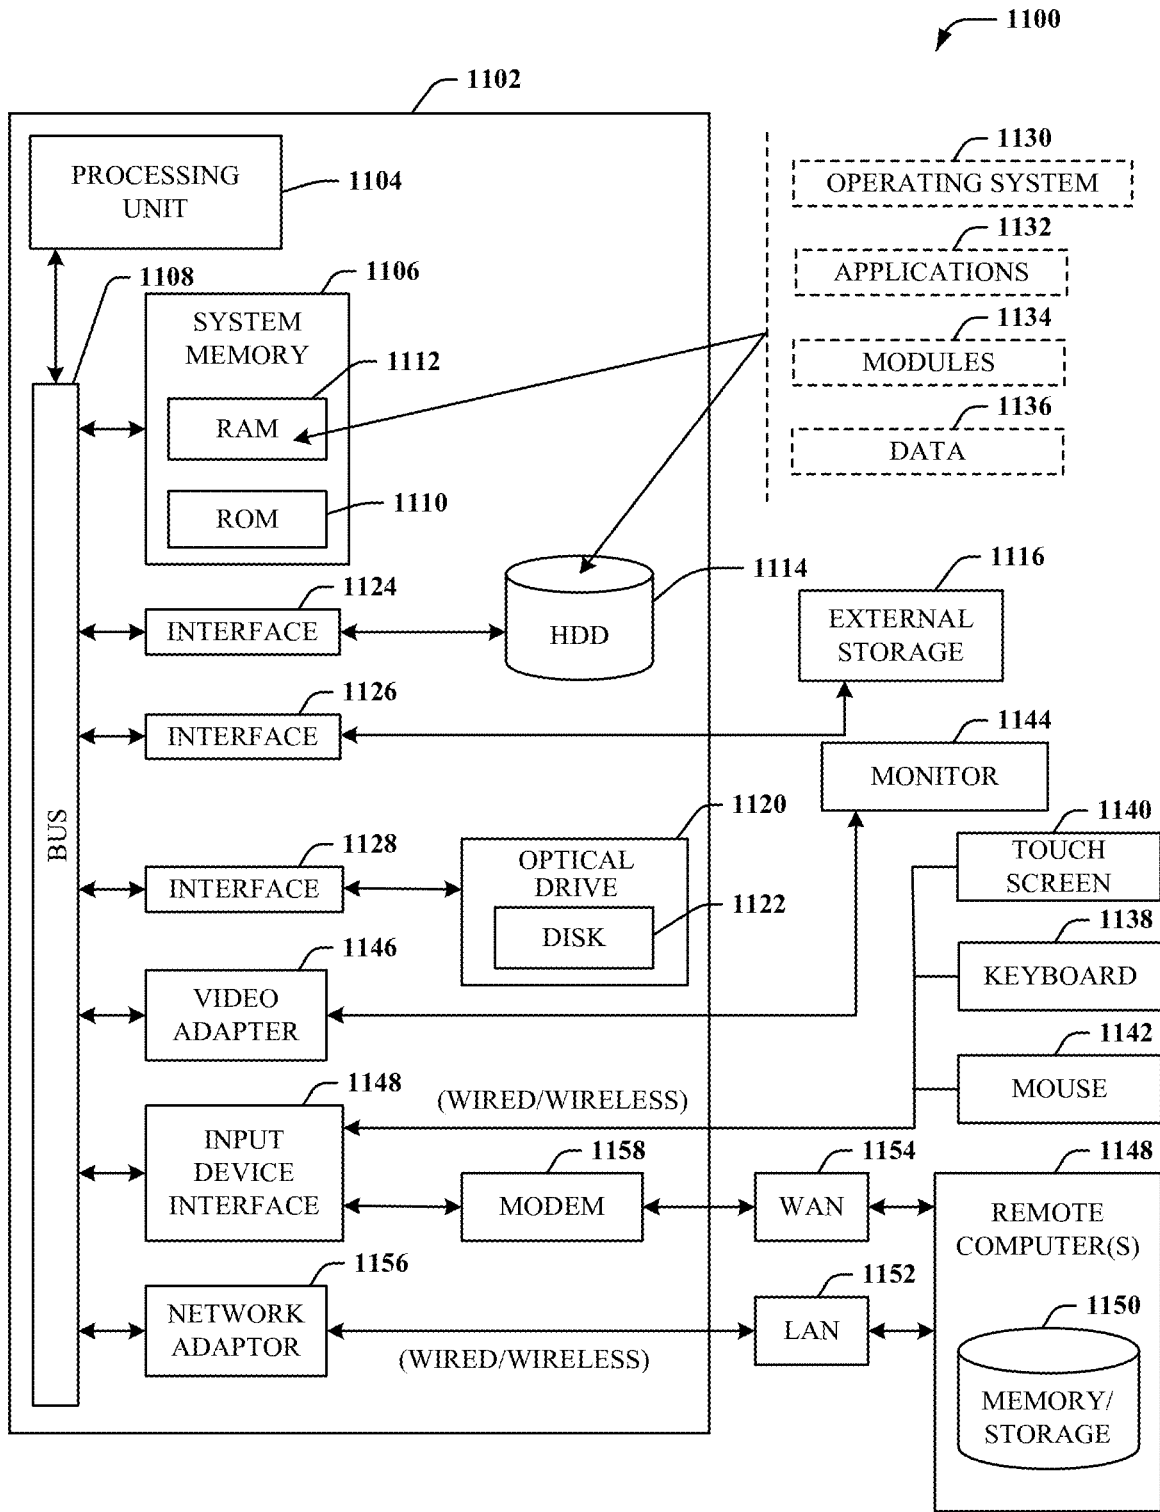 1100
1102
PROCESSING
UNIT
1104
1130
OPERATING SYSTEM
1132
APPLICATIONS
1134
MODULES
1136
DATA
1108
1106
SYSTEM
MEMORY
1112
RAM
1110
ROM
1124
INTERFACE
1114
HDD
1116
EXTERNAL
STORAGE
1126
INTERFACE
1144
MONITOR
BUS
1128
INTERFACE
1120
OPTICAL
DRIVE
1122
DISK
1140
TOUCH
SCREEN
1138
KEYBOARD
1142
MOUSE
1146
VIDEO
ADAPTER
1148
INPUT
DEVICE
INTERFACE
(WIRED/WIRELESS)
1158
MODEM
1154
WAN
1148
REMOTE
COMPUTER(S)
1156
NETWORK
ADAPTOR
(WIRED/WIRELESS)
1152
LAN
1150
MEMORY/
STORAGE